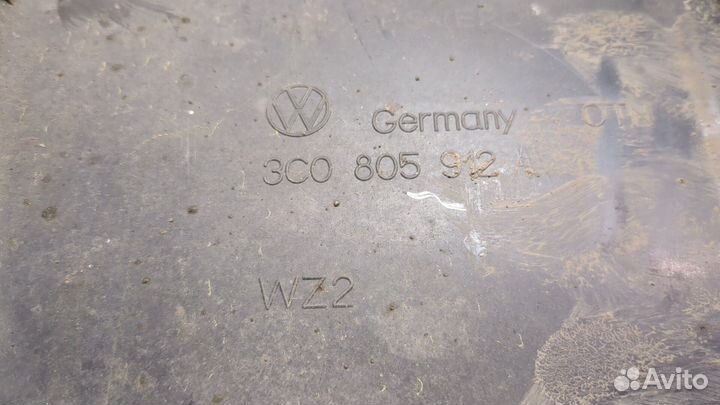 Germany
3C0 805 912 A
WZ2
Avito